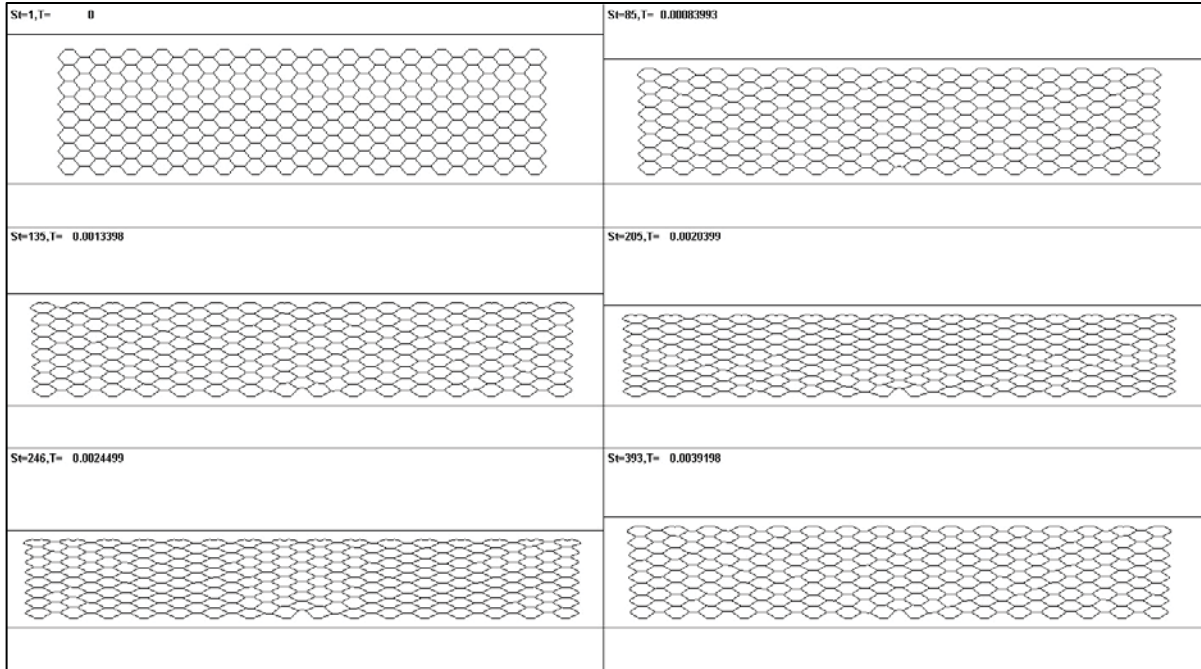 St=1,T= 0
St=85,T= 0.00083993
St=135,T= 0.0013398
St=205,T= 0.0020399
St=246,T= 0.0024499
St=393,T= 0.0039198